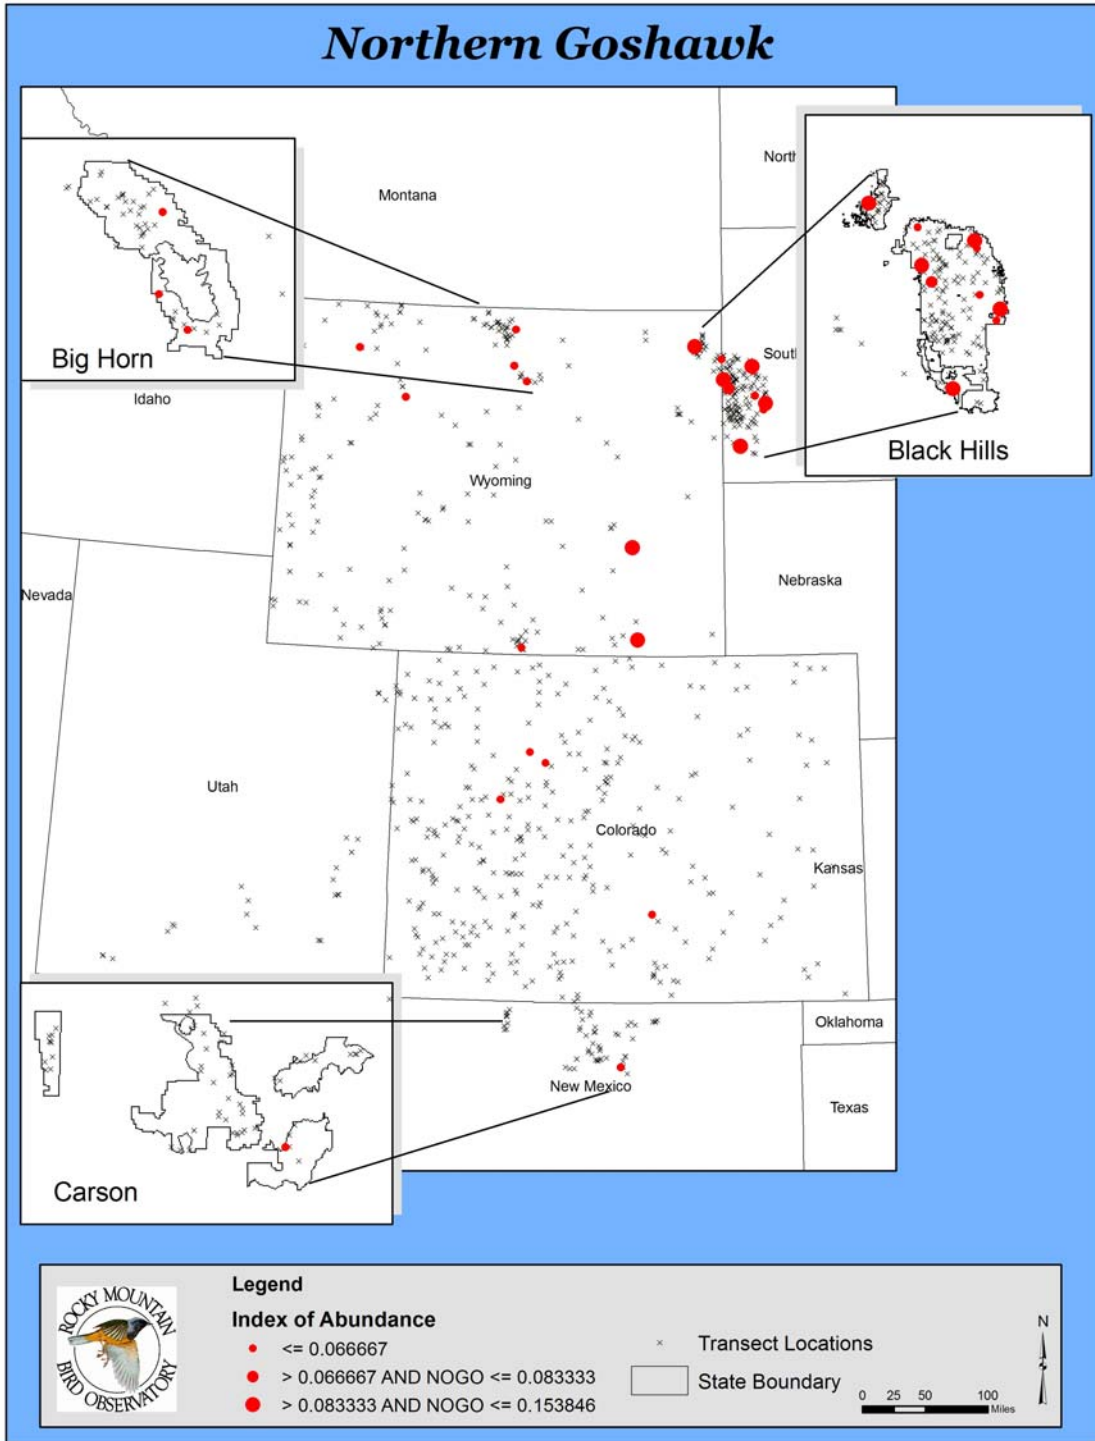 Northern Goshawk
Montana
North
Big Horn
Idaho
South
Black Hills
Wyoming
Nebraska
Nevada
Utah
Colorado
Kansas
Oklahoma
New Mexico
Texas
Carson
Legend
Index of Abundance
<= 0.066667
> 0.066667 AND NOGO <= 0.083333
> 0.083333 AND NOGO <= 0.153846
Transect Locations
State Boundary
N
0 25 50 100
Miles
ROCKY MOUNTAIN
BIRD OBSERVATORY